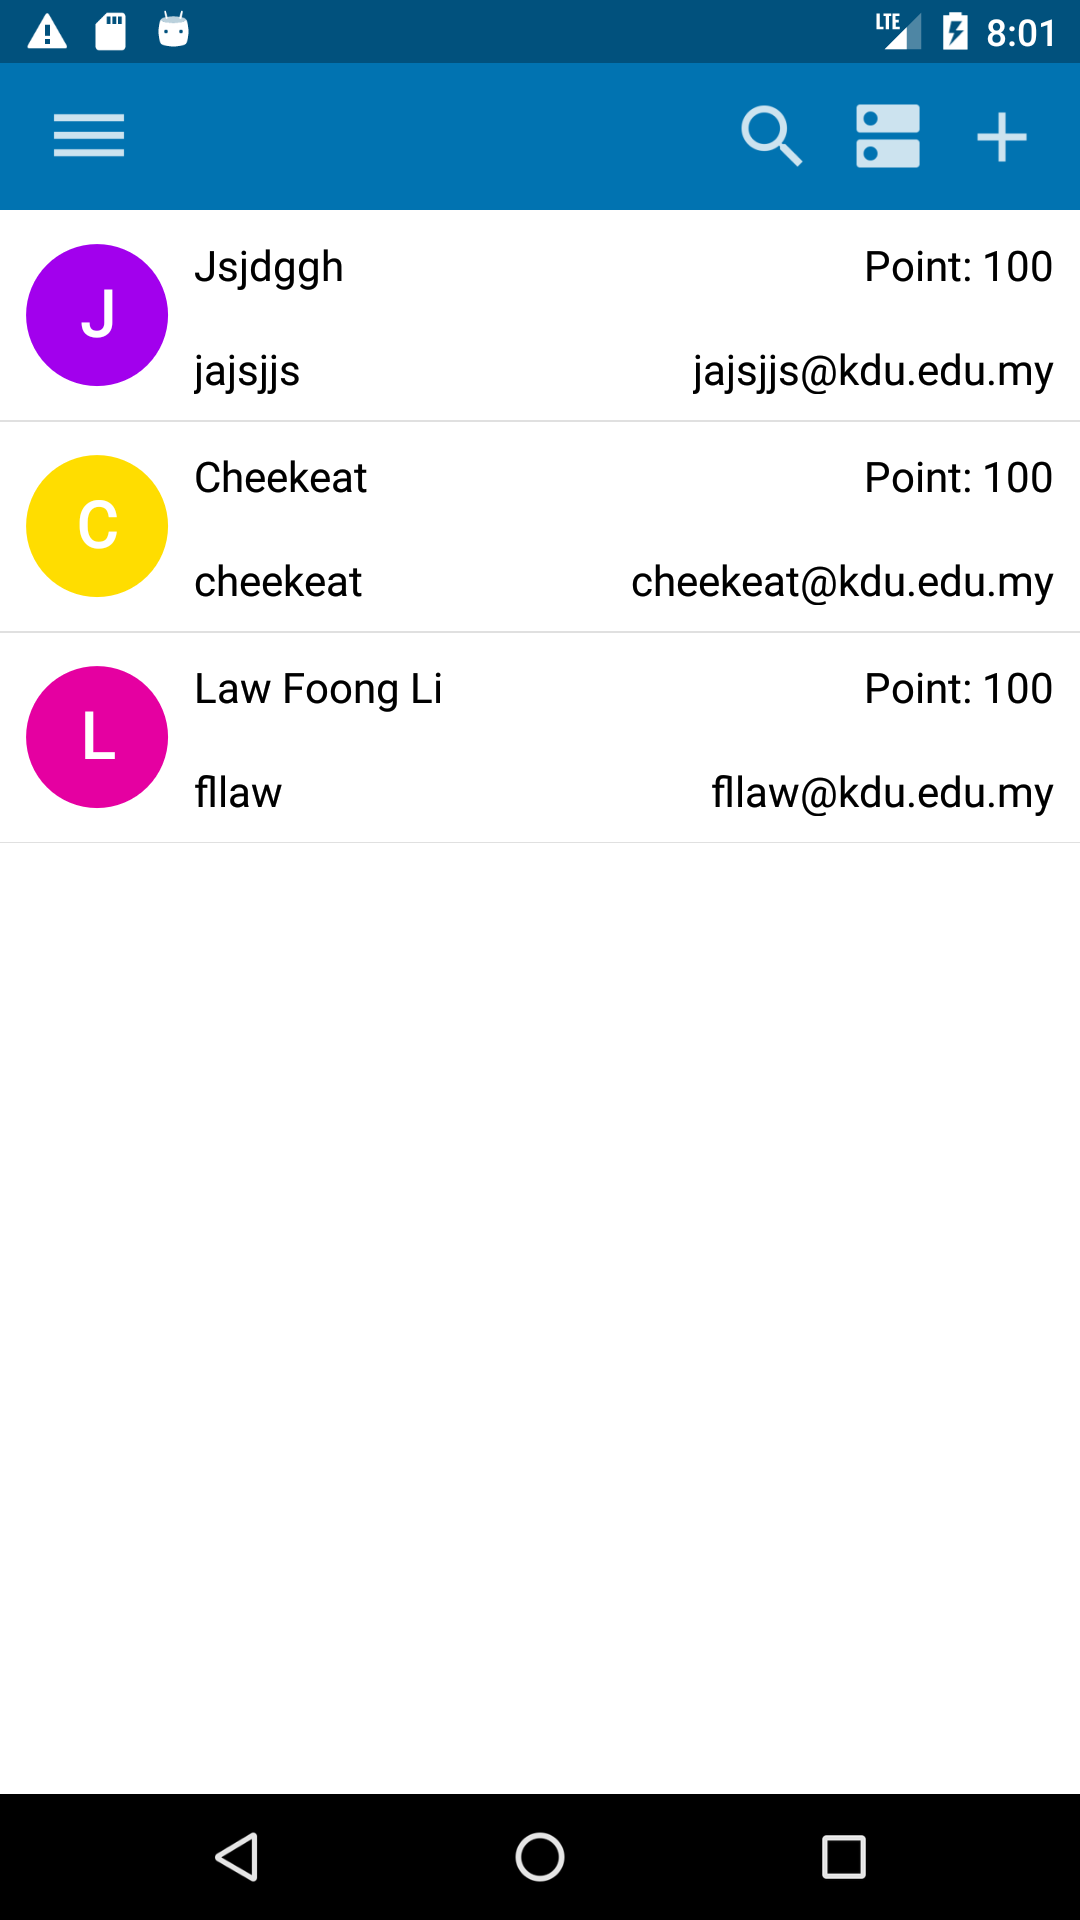 LTE 8:01
J Jsjdggh Point: 100
jajsjjs jajsjjs@kdu.edu.my
C Cheekeat Point: 100
cheekeat cheekeat@kdu.edu.my
L Law Foong Li Point: 100
fllaw fllaw@kdu.edu.my